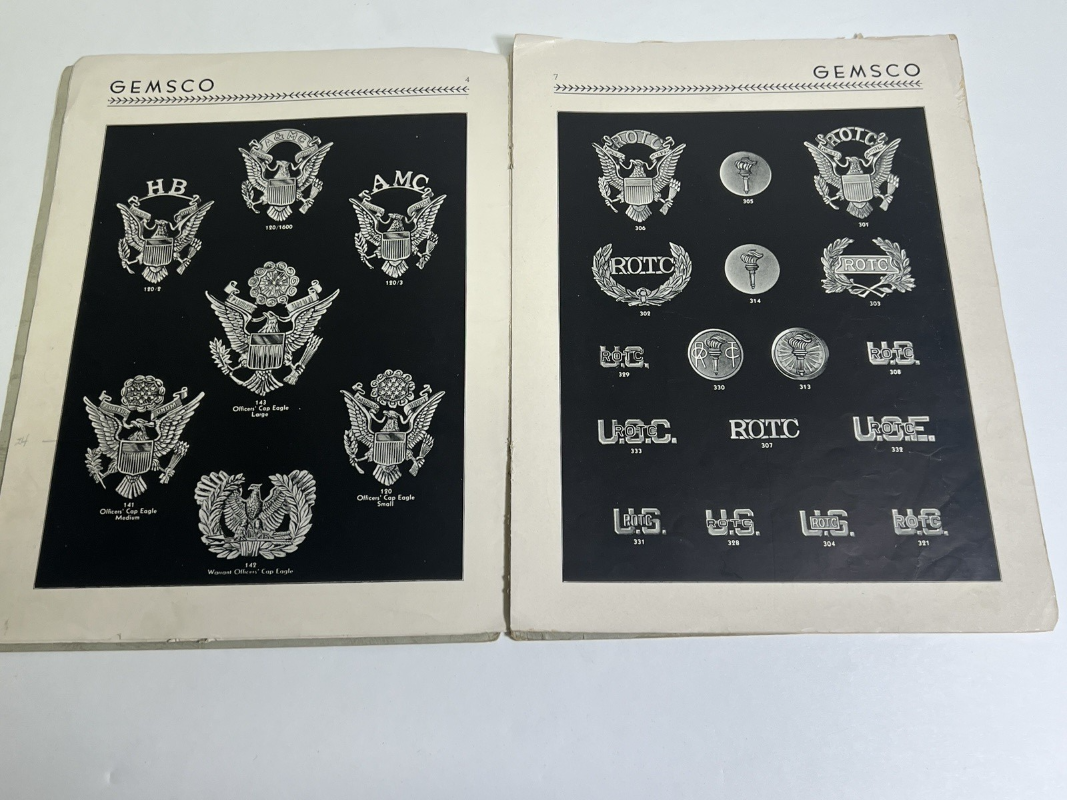 GEMSCO
4
& MC
120/1600
H B
120/2
AMC
120/3
143
Officers' Cap Eagle
Large
141
Officers' Cap Eagle
Medium
120
Officers' Cap Eagle
Small
142
Warrant Officers' Cap Eagle
7
GEMSCO
R.O.T.C.
306
305
R.O.T.C.
301
R.O.T.C
302
314
ROTC
303
U.S.
ROTC
329
R T C
330
313
U.S.
ROTC
308
ROTC
333
R.O.T.C
307
ROTC
332
U.S.
ROTC
331
U.S.
ROTC
328
U.S.
ROTC
304
U.S.
ROTC
321